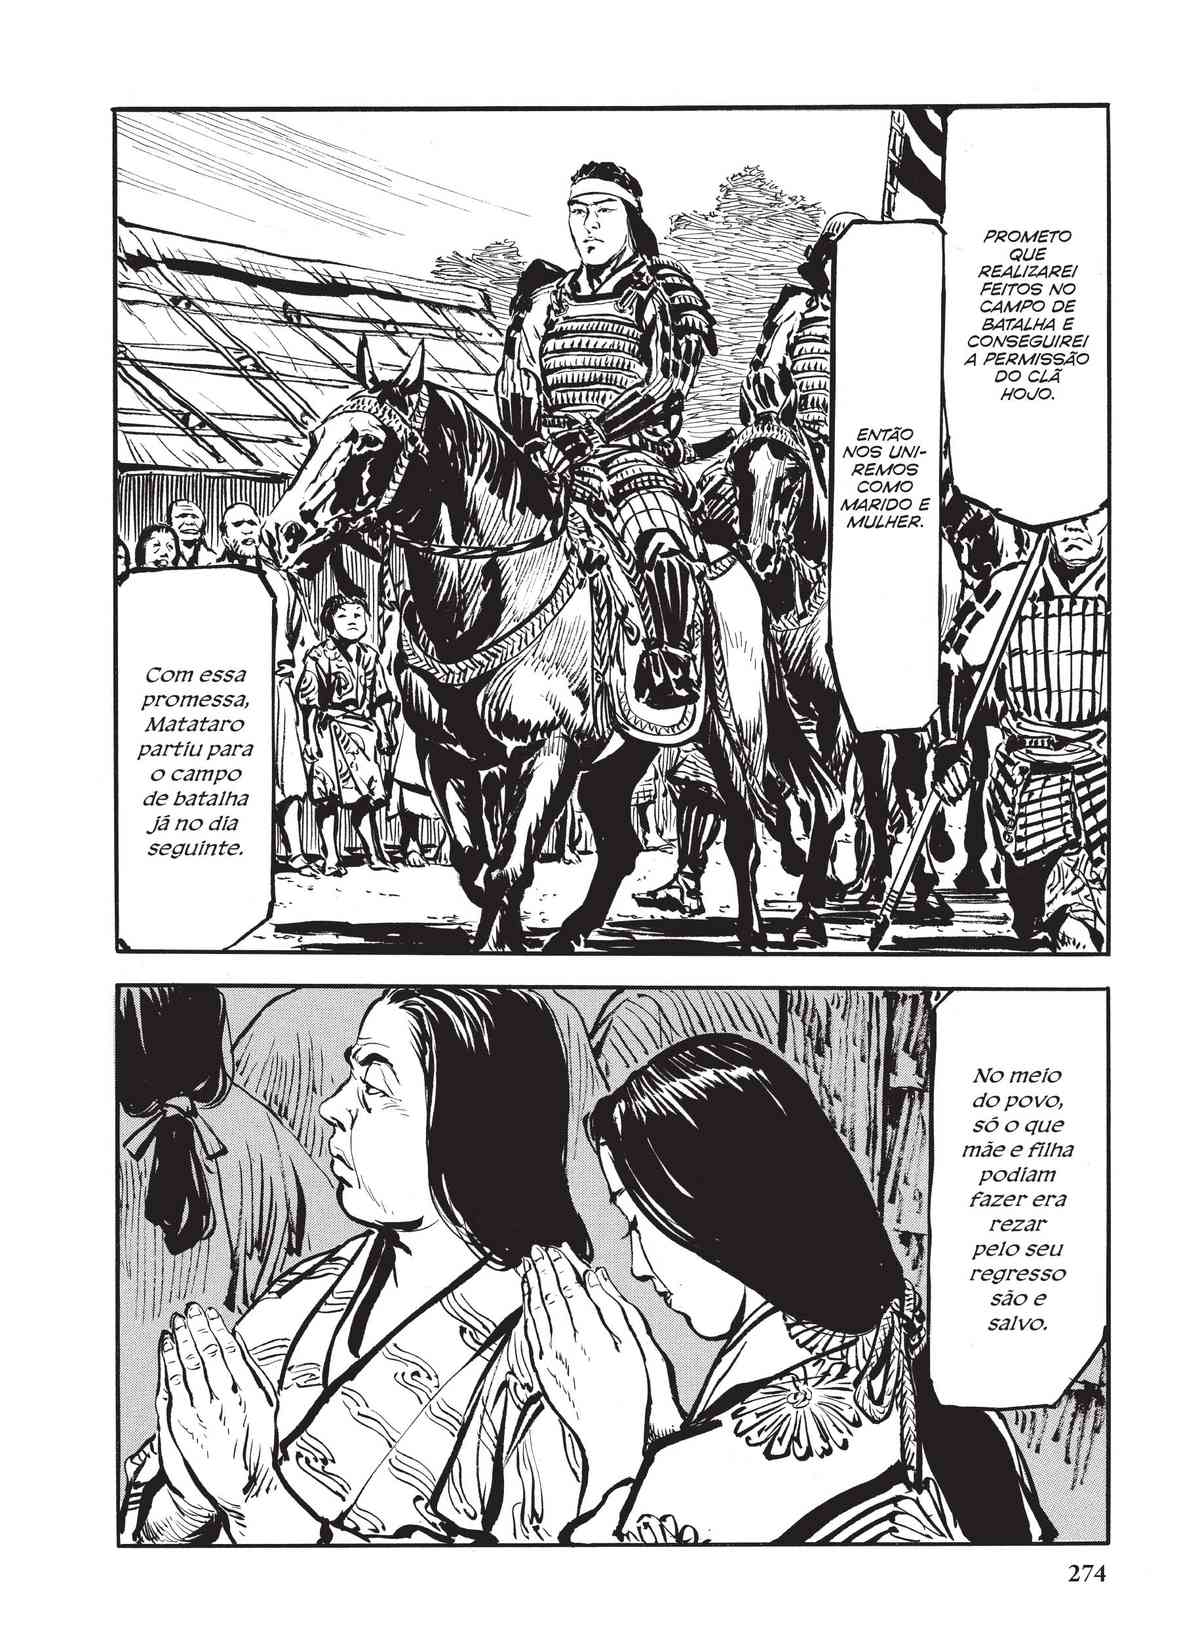 PROMETO
QUE
REALIZAREI
FEITOS NO
CAMPO DE
BATALHA E
CONSEGUIREI
A PERMISSÃO
DO CLÃ
HOJO.
ENTÃO
NOS UNI-
REMOS
COMO
MARIDO E
MULHER.
Com essa
promessa,
Matataro
partiu para
o campo
de batalha
já no dia
seguinte.
No meio
do povo,
só o que
mãe e filha
podiam
fazer era
rezar
pelo seu
regresso
são e
salvo.
274